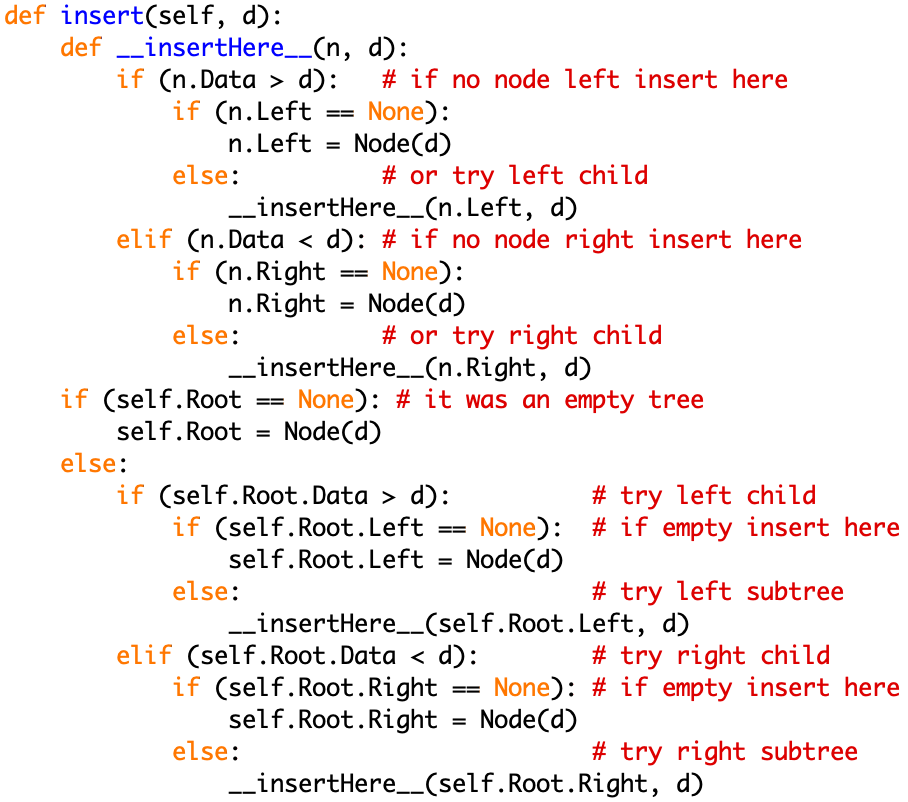 def insert(self, d):
    def __insertHere__(n, d):
        if (n.Data > d):   # if no node left insert here
            if (n.Left == None):
                n.Left = Node(d)
            else:          # or try left child
                __insertHere__(n.Left, d)
        elif (n.Data < d): # if no node right insert here
            if (n.Right == None):
                n.Right = Node(d)
            else:          # or try right child
                __insertHere__(n.Right, d)
    if (self.Root == None): # it was an empty tree
        self.Root = Node(d)
    else:
        if (self.Root.Data > d):          # try left child
            if (self.Root.Left == None):  # if empty insert here
                self.Root.Left = Node(d)
            else:                         # try left subtree
                __insertHere__(self.Root.Left, d)
        elif (self.Root.Data < d):        # try right child
            if (self.Root.Right == None): # if empty insert here
                self.Root.Right = Node(d)
            else:                         # try right subtree
                __insertHere__(self.Root.Right, d)